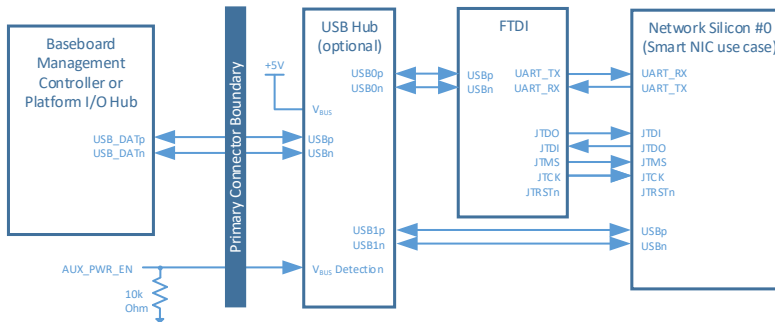 Baseboard
Management
Controller or
Platform I/O Hub
USB_DATp
USB_DATn
AUX_PWR_EN
10k
Ohm
Primary Connector Boundary
+5V
USB Hub
(optional)
USB0p
USB0n
VBUS
USBp
USBn
USB1p
USB1n
VBUS Detection
FTDI
USBp
USBn
UART_TX
UART_RX
JTDO
JTDI
JTMS
JTCK
JTRSTn
Network Silicon #0
(Smart NIC use case)
UART_RX
UART_TX
JTDI
JTDO
JTMS
JTCK
JTRSTn
USBp
USBn